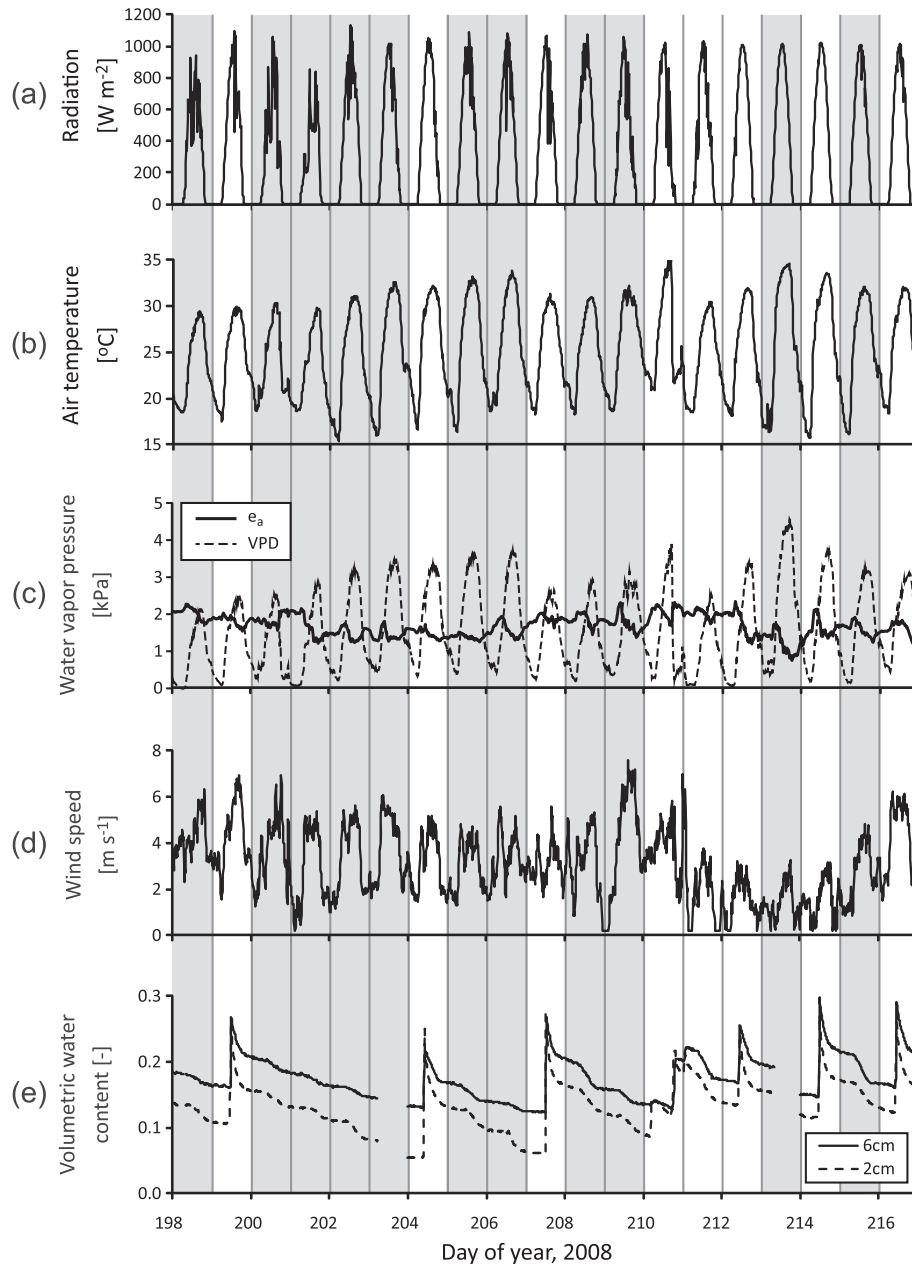 (a)
Radiation
[W m-2]
1200
1000
800
600
400
200
0
(b)
Air temperature
[oC]
35
30
25
20
15
(c)
Water vapor pressure
[kPa]
5
4
3
2
1
0
ea
VPD
(d)
Wind speed
[m s-1]
8
6
4
2
0
(e)
Volumetric water
content [-]
0.3
0.2
0.1
0.0
6cm
2cm
198 200 202 204 206 208 210 212 214 216
Day of year, 2008